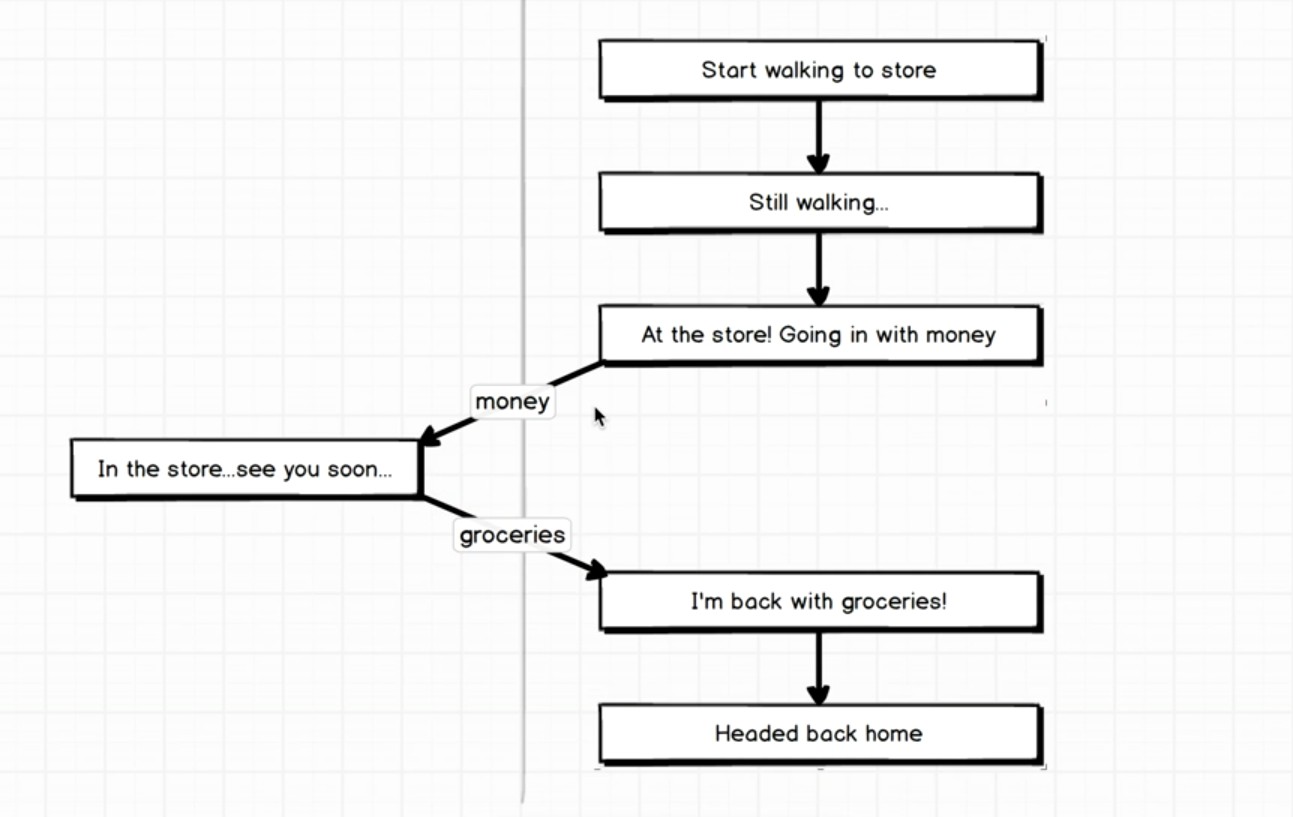 Start walking to store
Still walking...
At the store! Going in with money
money
In the store...see you soon...
groceries
I'm back with groceries!
Headed back home